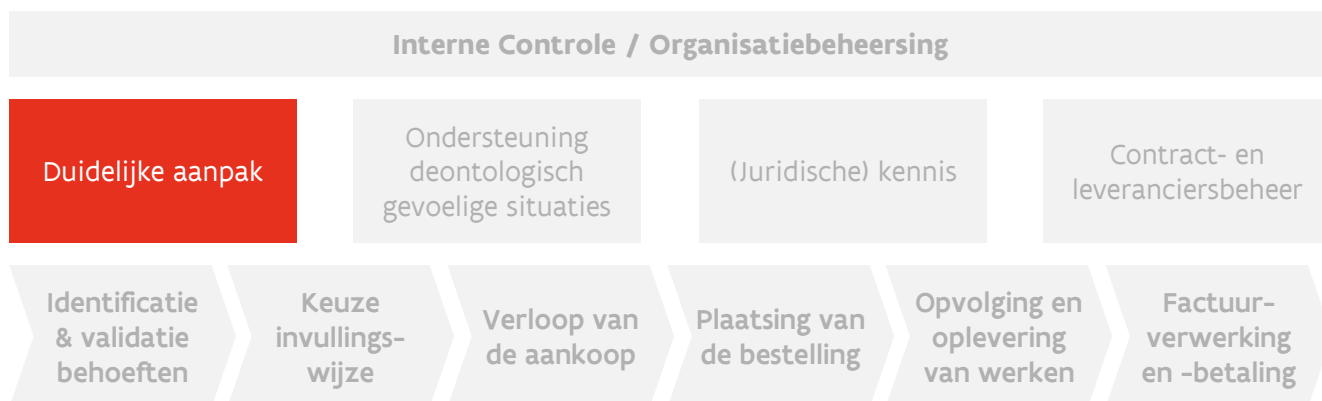 Interne Controle / Organisatiebeheersing
Duidelijke aanpak
Ondersteuning
deontologisch
gevoelige situaties
(Juridische) kennis
Contract- en
leveranciersbeheer
Identificatie
& validatie
behoeften
Keuze
invullings-
wijze
Verloop van
de aankoop
Plaatsing van
de bestelling
Opvolging en
oplevering
van werken
Factuur-
verwerking
en -betaling